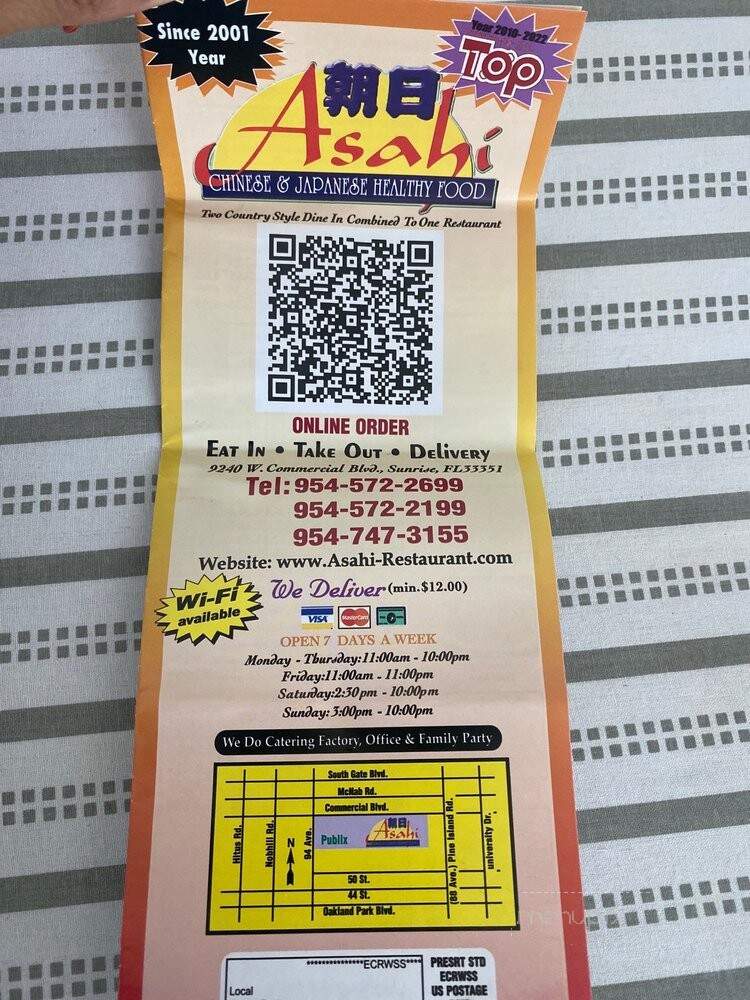 Since 2001
Year
Year 2010-2022
Top
朝日
Asahi
CHINESE & JAPANESE HEALTHY FOOD
Two Country Style Dine In Combined To One Restaurant
ONLINE ORDER
EAT IN • TAKE OUT • DELIVERY
9240 W. Commercial Blvd., Sunrise, FL33351
Tel: 954-572-2699
954-572-2199
954-747-3155
Website: www.Asahi-Restaurant.com
Wi-Fi
available
We Deliver (min.$12.00)
VISA MasterCard
OPEN 7 DAYS A WEEK
Monday - Thursday:11:00am - 10:00pm
Friday:11:00am - 11:00pm
Saturday:2:30pm - 10:00pm
Sunday: 3:00pm - 10:00pm
We Do Catering Factory, Office & Family Party
South Gate Blvd.
McNab Rd.
Commercial Blvd.
Hitus Rd.
Nobhill Rd.
N
94 Ave.
Publix
朝日
Asahi
(88 Ave.) Pine Island Rd.
university Dr.
50 St.
44 St.
Oakland Park Blvd.
**************ECRWSS****
Local
PRESRT STD
ECRWSS
US POSTAGE